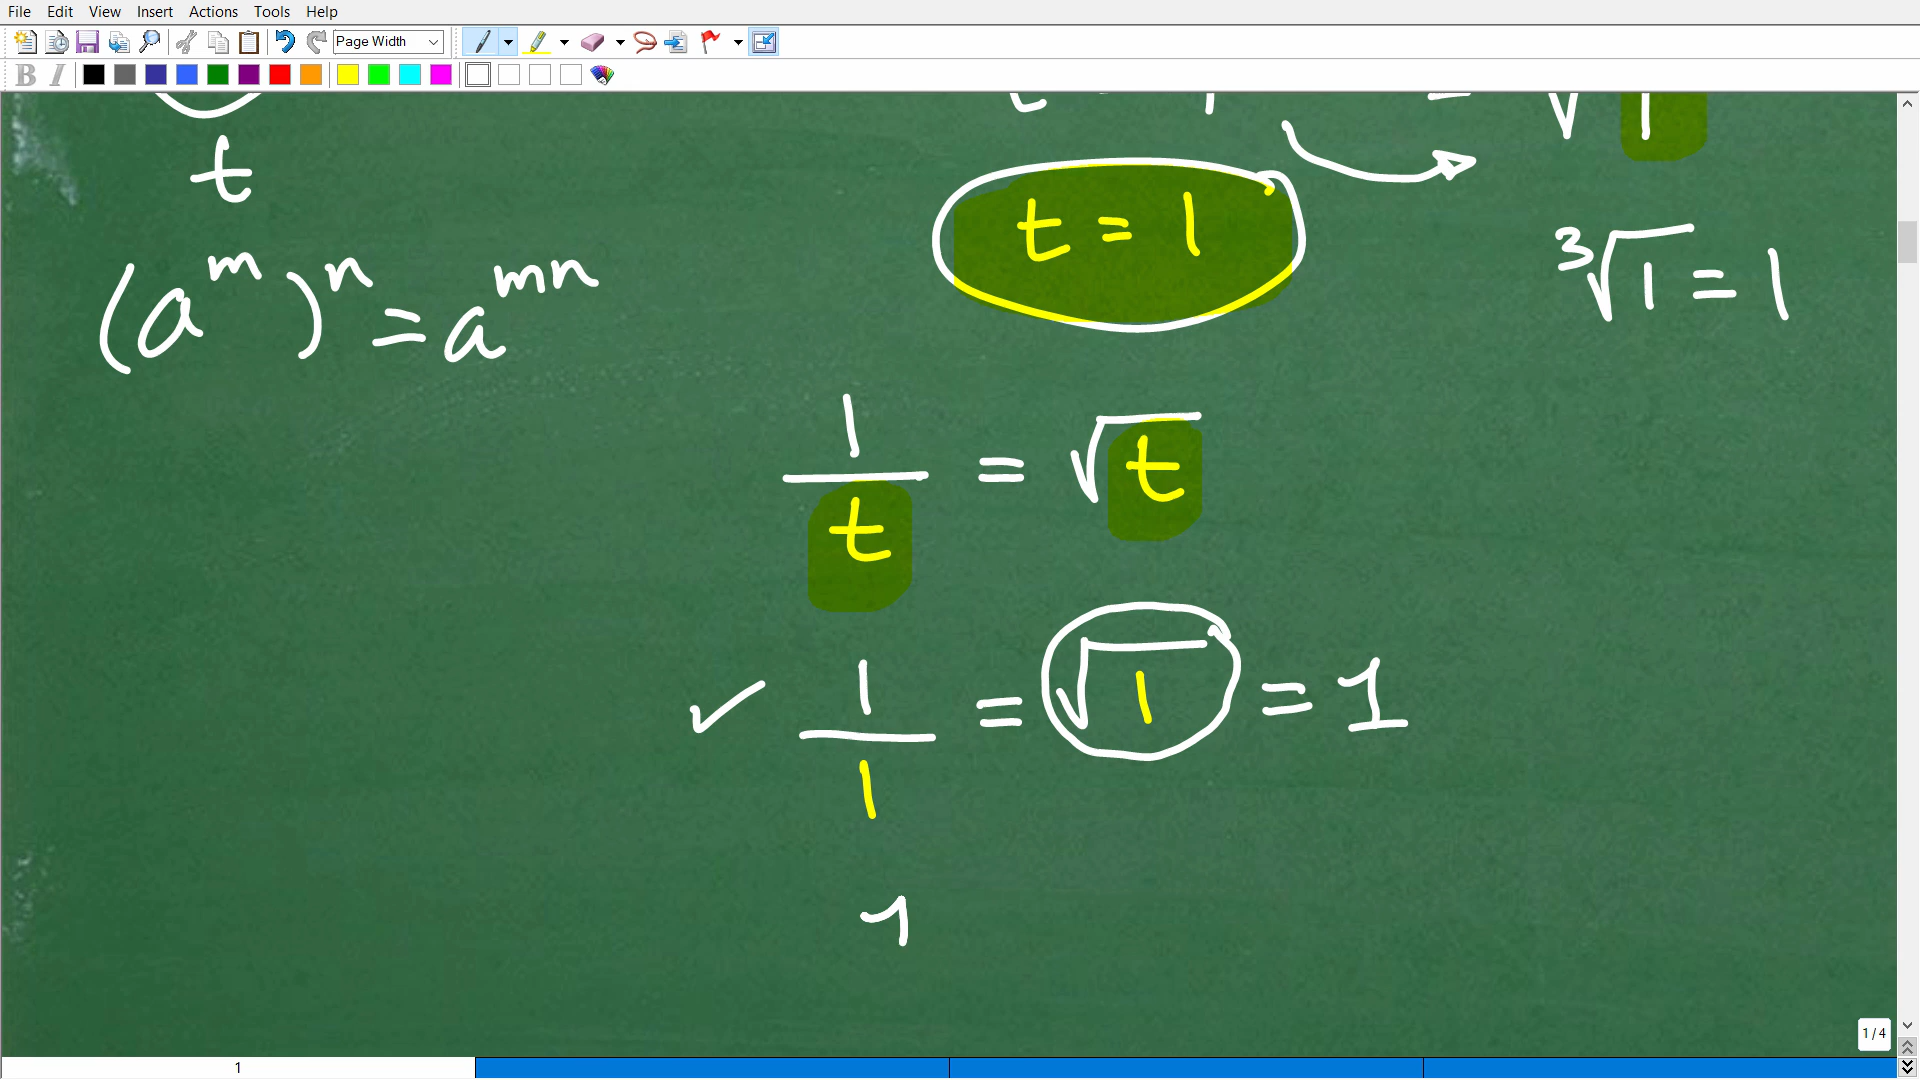 File Edit View Insert Actions Tools Help
Page Width
B I
t
t = 1
(a^m)^n = a^mn
³√1 = 1
1/t = √t
✓ 1/1 = √1 = 1
1
1/4
1